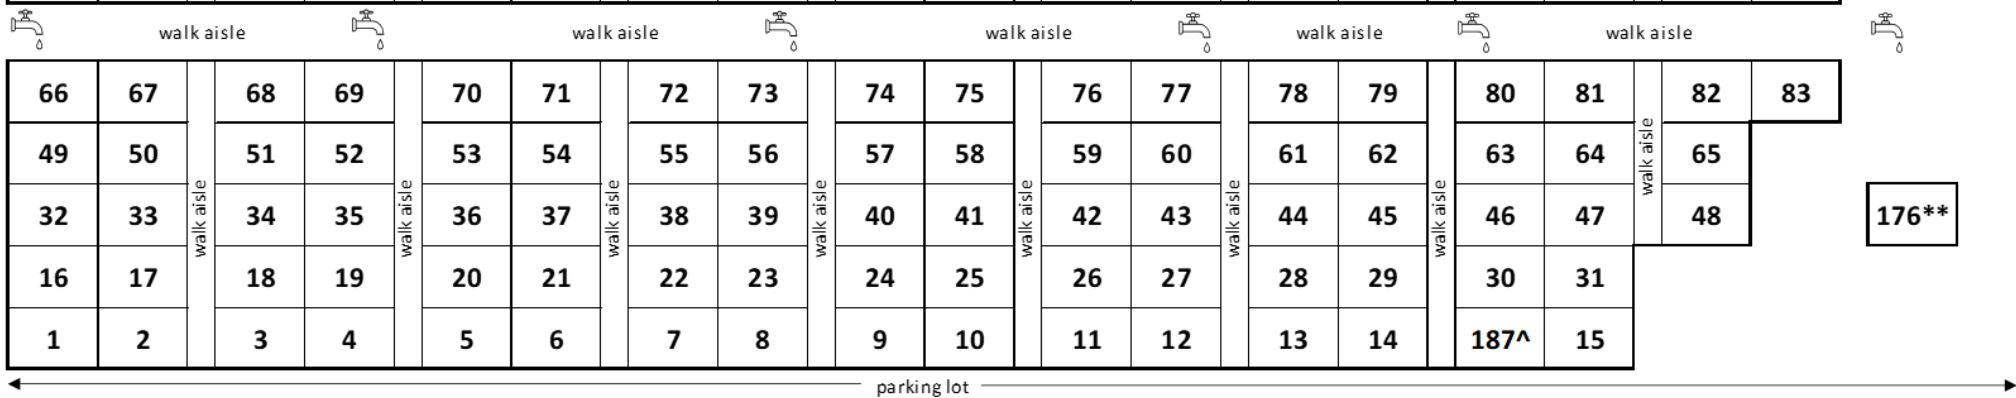 walk aisle walk aisle walk aisle walk aisle walk aisle
66 67 68 69 70 71 72 73 74 75 76 77 78 79 80 81 82 83
49 50 51 52 53 54 55 56 57 58 59 60 61 62 63 64 65
walk aisle walk aisle walk aisle walk aisle walk aisle walk aisle walk aisle walk aisle
32 33 34 35 36 37 38 39 40 41 42 43 44 45 46 47 48 176**
16 17 18 19 20 21 22 23 24 25 26 27 28 29 30 31
1 2 3 4 5 6 7 8 9 10 11 12 13 14 187^ 15
parking lot